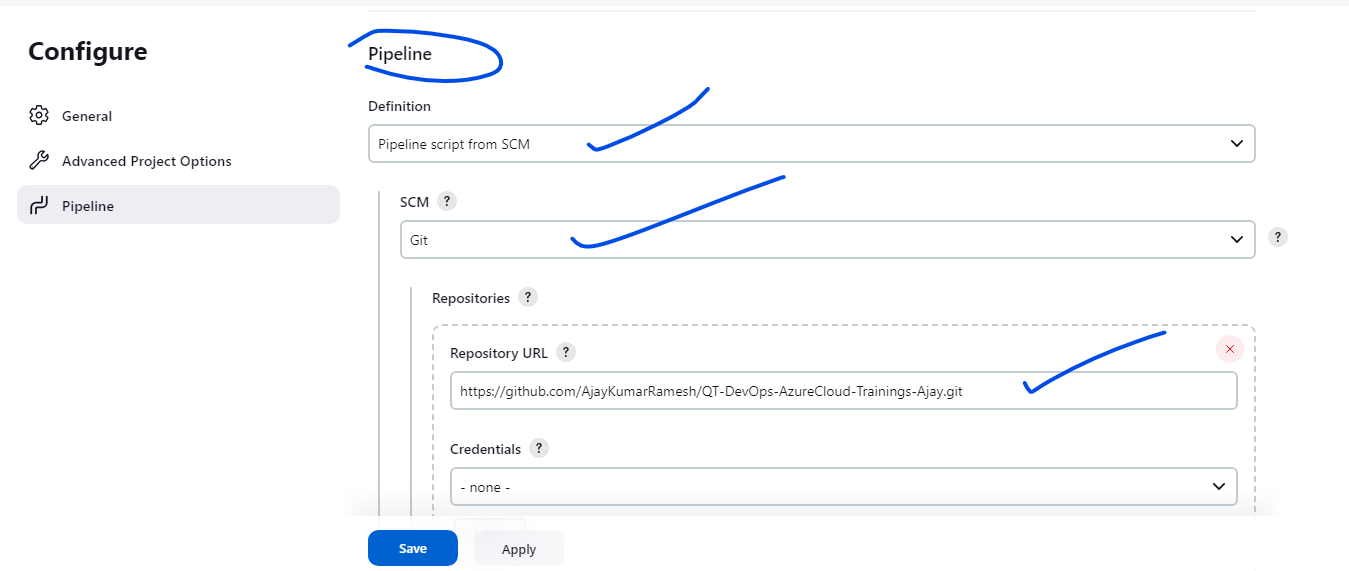 Configure
General
Advanced Project Options
Pipeline
Pipeline
Definition
Pipeline script from SCM
SCM ?
Git
?
Repositories ?
Repository URL ?
https://github.com/AjayKumarRamesh/QT-DevOps-AzureCloud-Trainings-Ajay.git
Credentials ?
- none -
Save Apply